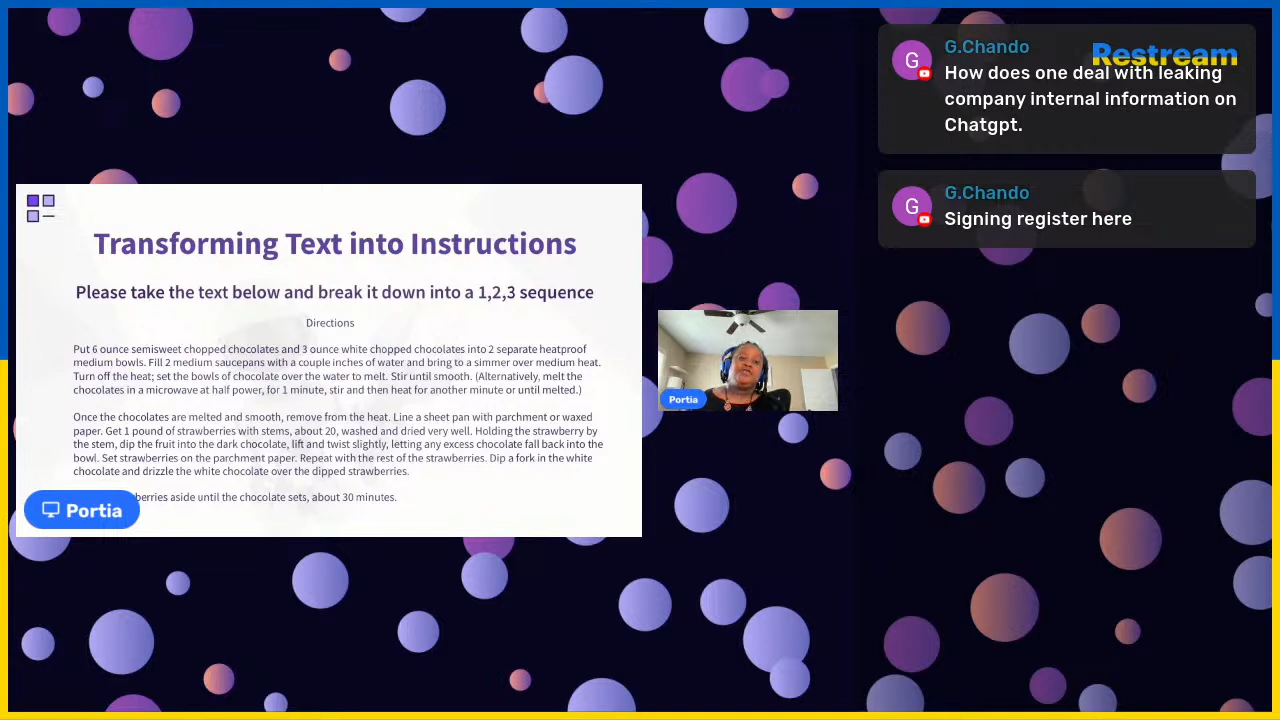 Transforming Text into Instructions
Please take the text below and break it down into a 1,2,3 sequence
Directions
Put 6 ounce semisweet chopped chocolates and 3 ounce white chopped chocolates into 2 separate heatproof
medium bowls. Fill 2 medium saucepans with a couple inches of water and bring to a simmer over medium heat.
Turn off the heat; set the bowls of chocolate over the water to melt. Stir until smooth. (Alternatively, melt the
chocolates in a microwave at half power, for 1 minute, stir and then heat for another minute or until melted.)
Once the chocolates are melted and smooth, remove from the heat. Line a sheet pan with parchment or waxed
paper. Get 1 pound of strawberries with stems, about 20, washed and dried very well. Holding the strawberry by
the stem, dip the fruit into the dark chocolate, lift and twist slightly, letting any excess chocolate fall back into the
bowl. Set strawberries on the parchment paper. Repeat with the rest of the strawberries. Dip a fork in the white
chocolate and drizzle the white chocolate over the dipped strawberries.
berries aside until the chocolate sets, about 30 minutes.
Portia
Portia
Restream
G
G.Chando
How does one deal with leaking
company internal information on
Chatgpt.
G
G.Chando
Signing register here